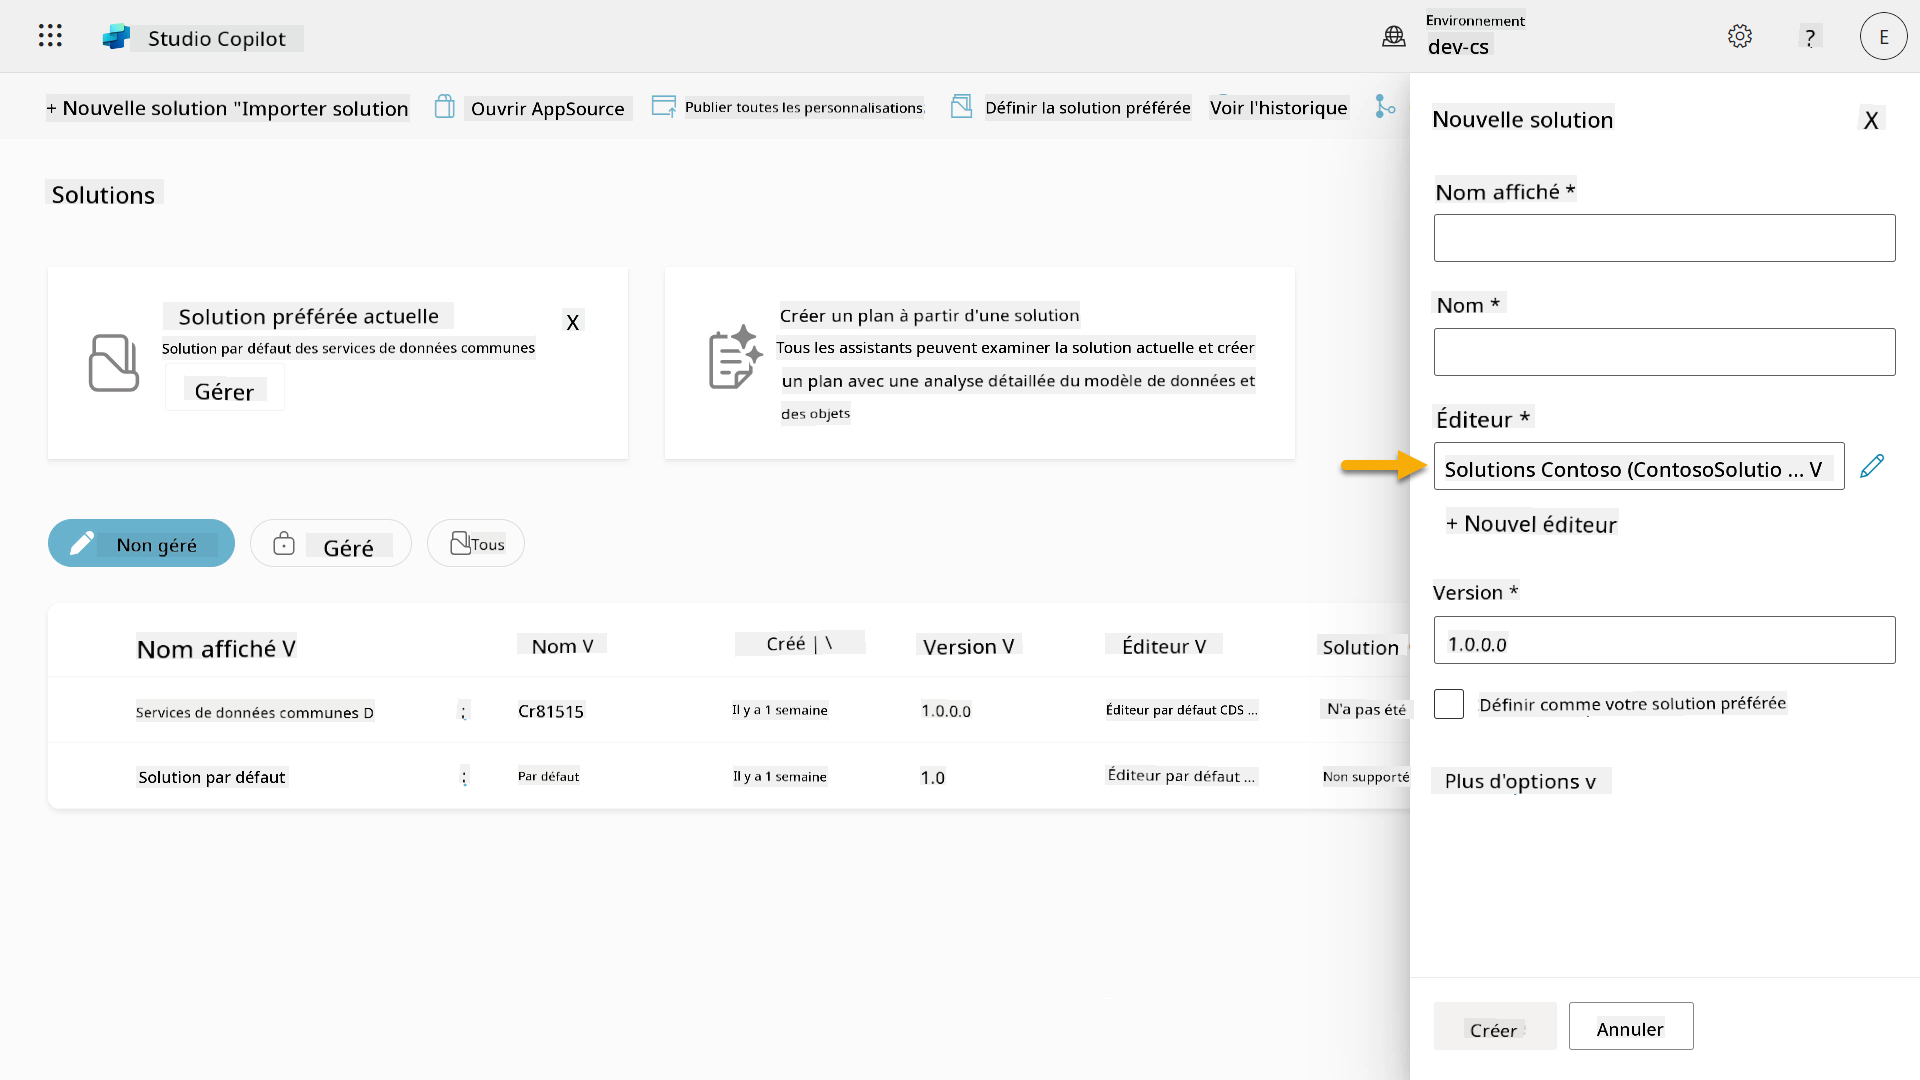 Studio Copilot
Environnement
dev-cs
?
E
+ Nouvelle solution "Importer solution
Ouvrir AppSource
Publier toutes les personnalisations
Définir la solution préférée
Voir l'historique
Solutions
Solution préférée actuelle
X
Solution par défaut des services de données communes
Gérer
Créer un plan à partir d'une solution
Tous les assistants peuvent examiner la solution actuelle et créer
un plan avec une analyse détaillée du modèle de données et
des objets
Non géré
Géré
Tous
Nom affiché V
Nom V
Créé | \
Version V
Éditeur V
Solution
Services de données communes D
:
Cr81515
Il y a 1 semaine
1.0.0.0
Éditeur par défaut CDS ...
N'a pas été
Solution par défaut
:
Par défaut
Il y a 1 semaine
1.0
Éditeur par défaut ...
Non supporté
Nouvelle solution
X
Nom affiché *
Nom *
Éditeur *
Solutions Contoso (ContosoSolutio ... V
+ Nouvel éditeur
Version *
1.0.0.0
Définir comme votre solution préférée
Plus d'options v
Créer
Annuler